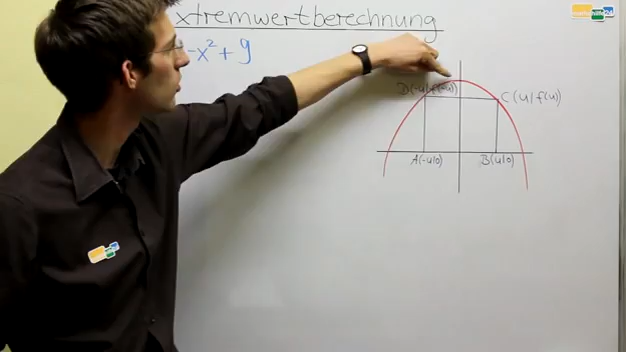 xtremwertberechnung
-x² + 9
D(-u|f(-u))
C(u|f(u)
A(-u|0)
B(u|0)